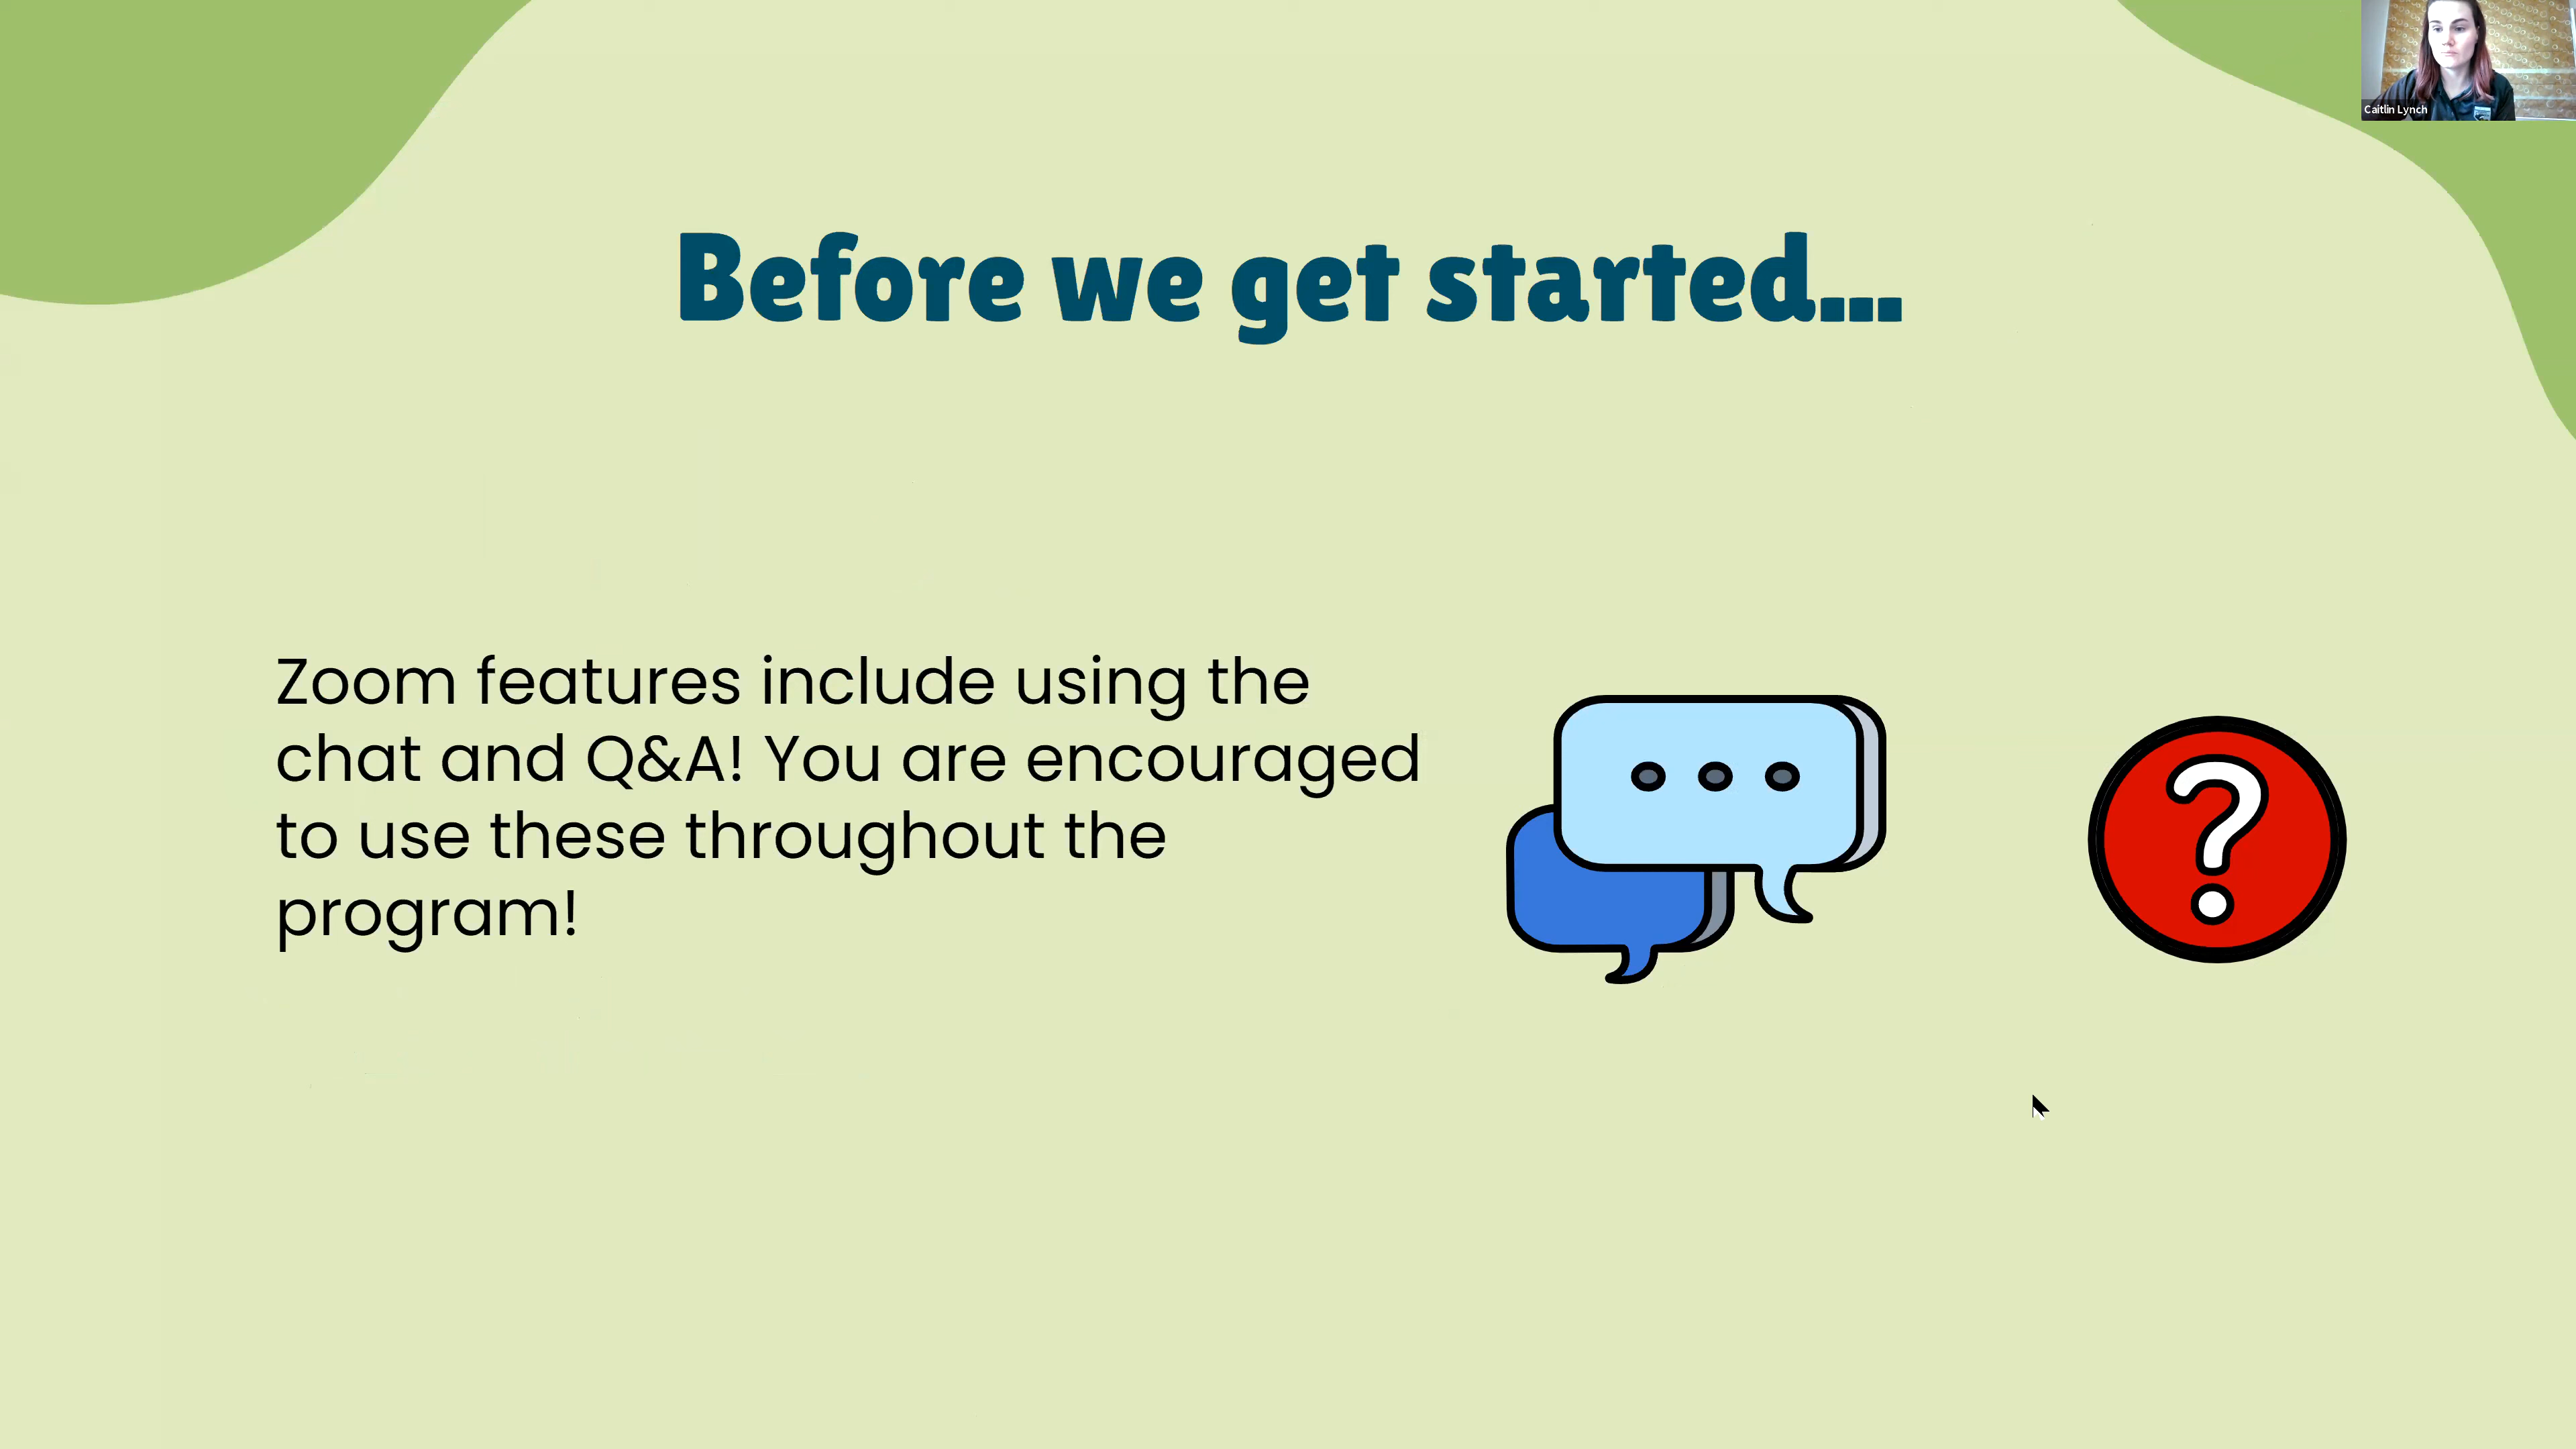 Caitlin Lynch
Before we get started...
Zoom features include using the
chat and Q&A! You are encouraged
to use these throughout the
program!
?